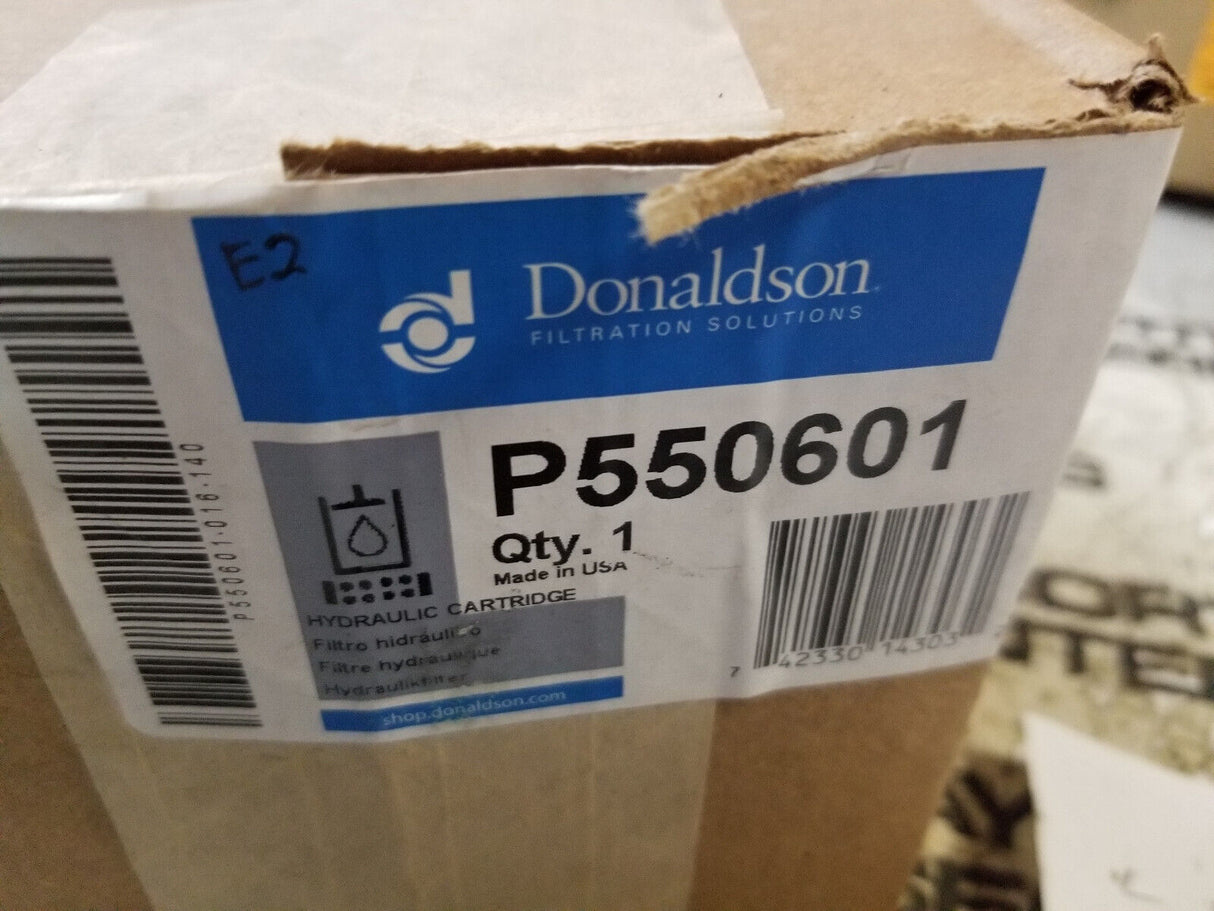 E2
Donaldson
FILTRATION SOLUTIONS
P550601
Qty. 1
Made in USA
HYDRAULIC CARTRIDGE
Filtro hidráulico
Filtre hydraulique
Hydraulikfilter
shop.donaldson.com
P550601-016-140
7 42330 14303